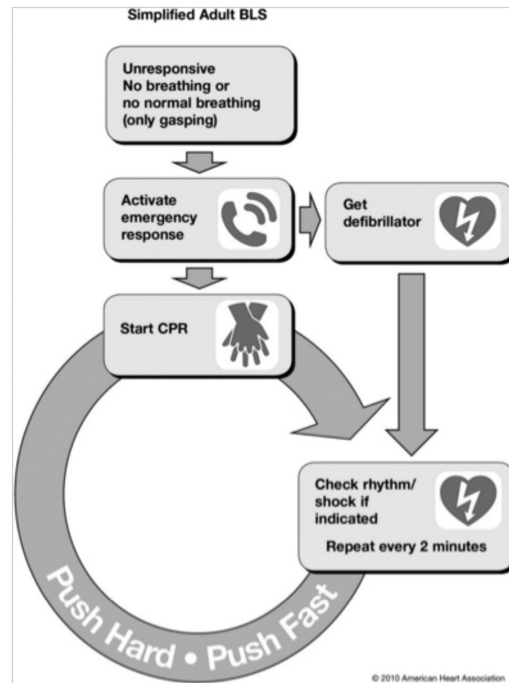 Simplified Adult BLS
Unresponsive
No breathing or
no normal breathing
(only gasping)
Activate
emergency
response
Get
defibrillator
Start CPR
Check rhythm/
shock if
indicated
Repeat every 2 minutes
Push Hard • Push Fast
© 2010 American Heart Association